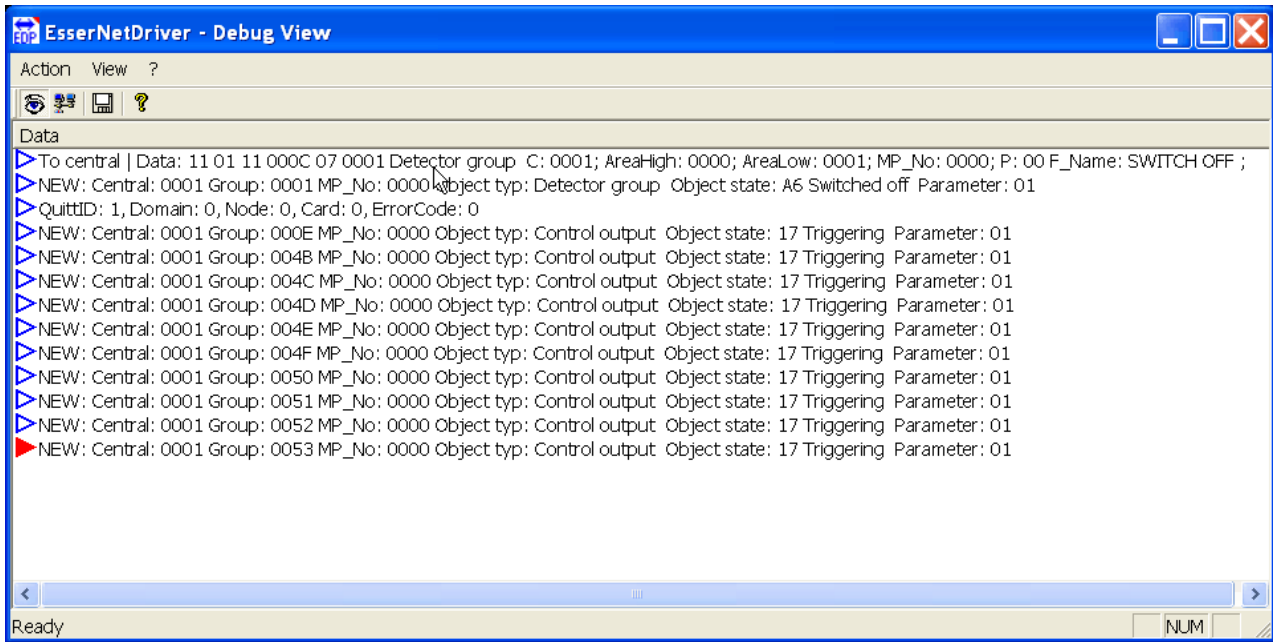 EDP EsserNetDriver - Debug View
Action View ?
Data
To central | Data: 11 01 11 000C 07 0001 Detector group C: 0001; AreaHigh: 0000; AreaLow: 0001; MP_No: 0000; P: 00 F_Name: SWITCH OFF ;
NEW: Central: 0001 Group: 0001 MP_No: 0000 Object typ: Detector group Object state: A6 Switched off Parameter: 01
QuittID: 1, Domain: 0, Node: 0, Card: 0, ErrorCode: 0
NEW: Central: 0001 Group: 000E MP_No: 0000 Object typ: Control output Object state: 17 Triggering Parameter: 01
NEW: Central: 0001 Group: 004B MP_No: 0000 Object typ: Control output Object state: 17 Triggering Parameter: 01
NEW: Central: 0001 Group: 004C MP_No: 0000 Object typ: Control output Object state: 17 Triggering Parameter: 01
NEW: Central: 0001 Group: 004D MP_No: 0000 Object typ: Control output Object state: 17 Triggering Parameter: 01
NEW: Central: 0001 Group: 004E MP_No: 0000 Object typ: Control output Object state: 17 Triggering Parameter: 01
NEW: Central: 0001 Group: 004F MP_No: 0000 Object typ: Control output Object state: 17 Triggering Parameter: 01
NEW: Central: 0001 Group: 0050 MP_No: 0000 Object typ: Control output Object state: 17 Triggering Parameter: 01
NEW: Central: 0001 Group: 0051 MP_No: 0000 Object typ: Control output Object state: 17 Triggering Parameter: 01
NEW: Central: 0001 Group: 0052 MP_No: 0000 Object typ: Control output Object state: 17 Triggering Parameter: 01
NEW: Central: 0001 Group: 0053 MP_No: 0000 Object typ: Control output Object state: 17 Triggering Parameter: 01
Ready NUM